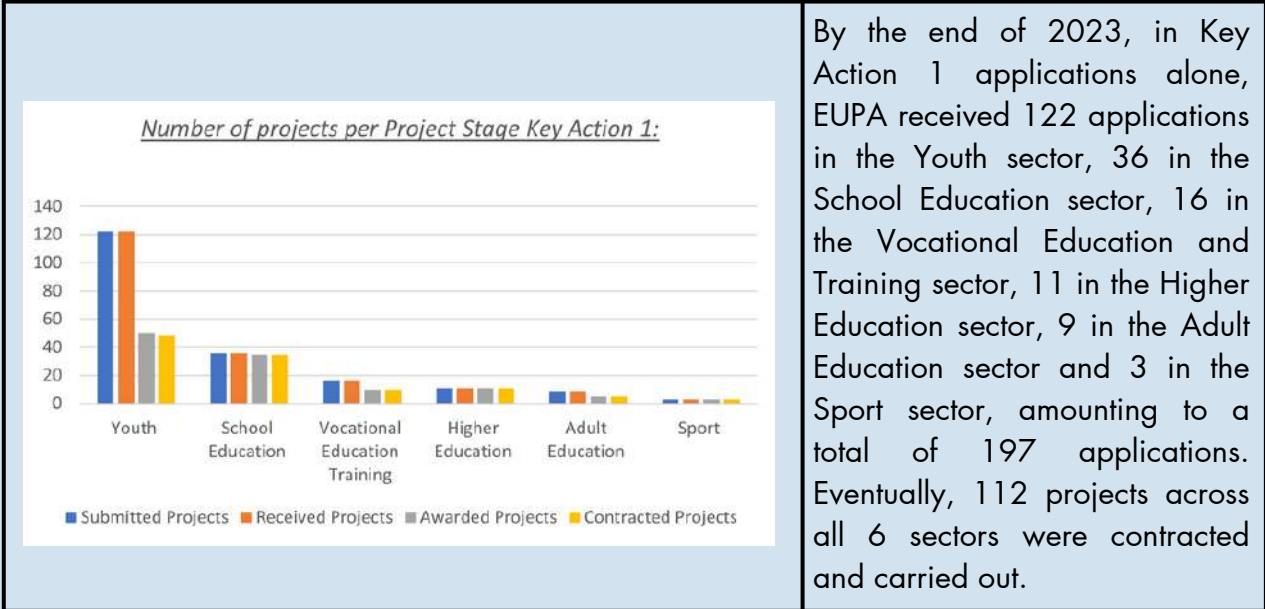 Number of projects per Project Stage Key Action 1:
140
120
100
80
60
40
20
0
Youth
School
Education
Vocational
Education
Training
Higher
Education
Adult
Education
Sport
Submitted Projects Received Projects Awarded Projects Contracted Projects
By the end of 2023, in Key
Action 1 applications alone,
EUPA received 122 applications
in the Youth sector, 36 in the
School Education sector, 16 in
the Vocational Education and
Training sector, 11 in the Higher
Education sector, 9 in the Adult
Education sector and 3 in the
Sport sector, amounting to a
total of 197 applications.
Eventually, 112 projects across
all 6 sectors were contracted
and carried out.